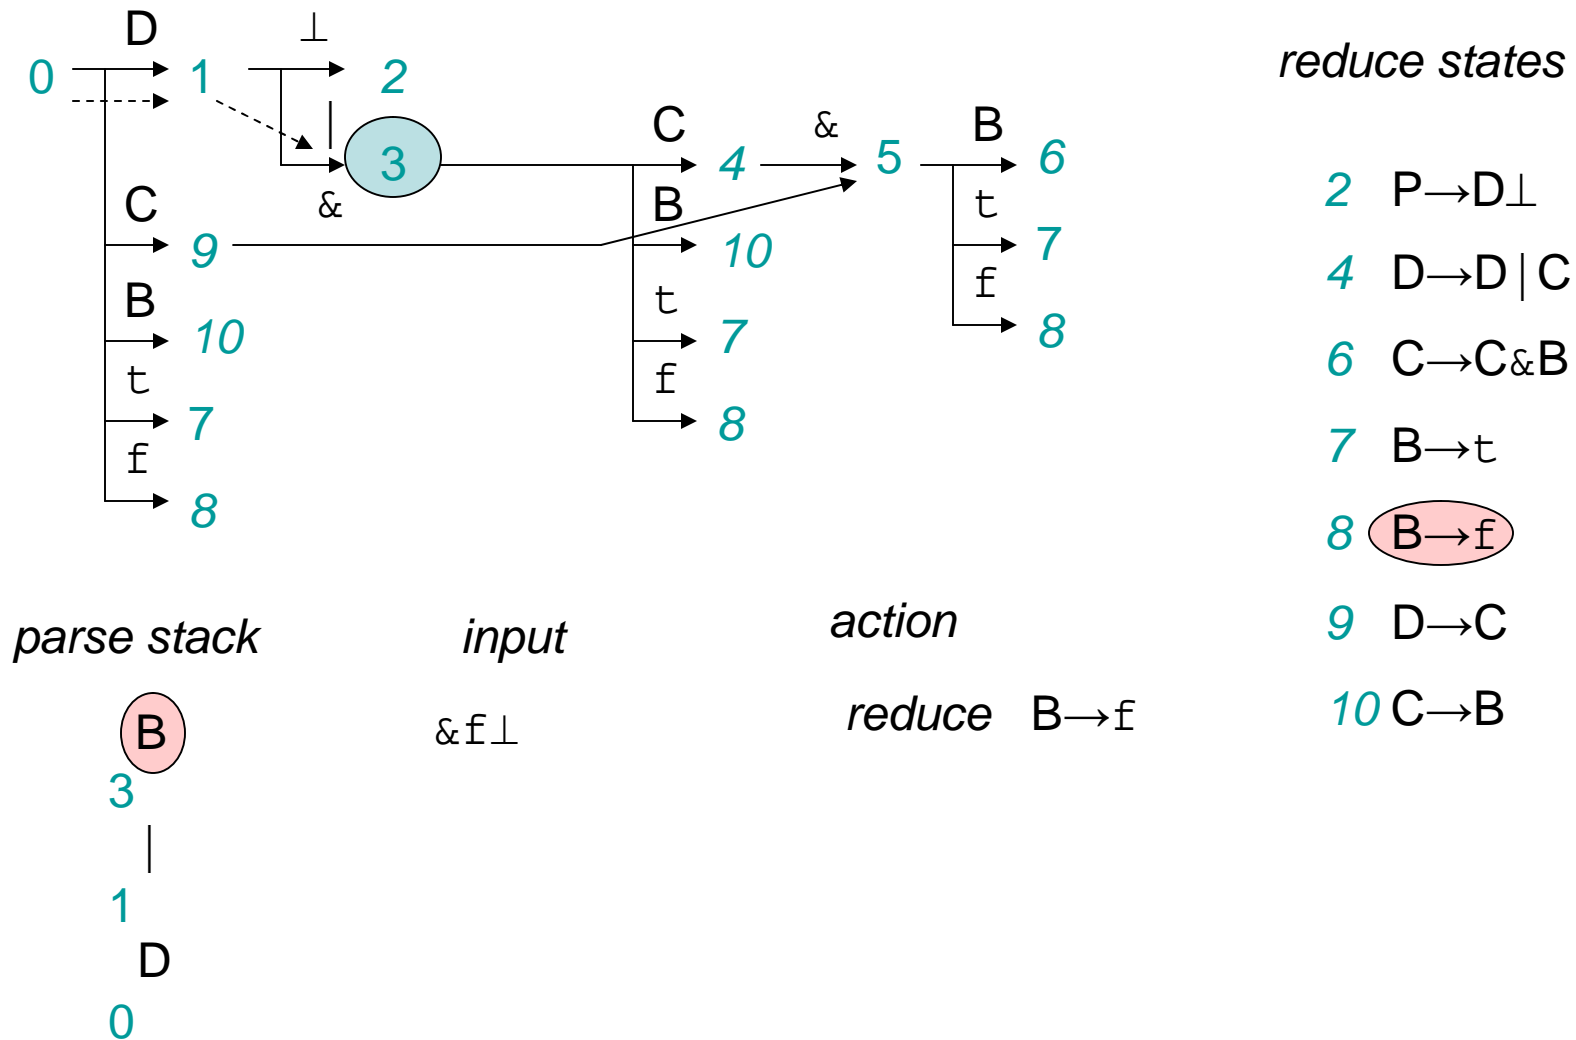 D ⊥
0 1 2
|
3
&
C & B
4 5 6
C B t
9 10 7
B t f
10 7 8
t f
7 8
f
8
reduce states
2 P→D⊥
4 D→D|C
6 C→C&B
7 B→t
8 B→f
9 D→C
10 C→B
parse stack input action
B &f⊥ reduce B→f
3
|
1
D
0